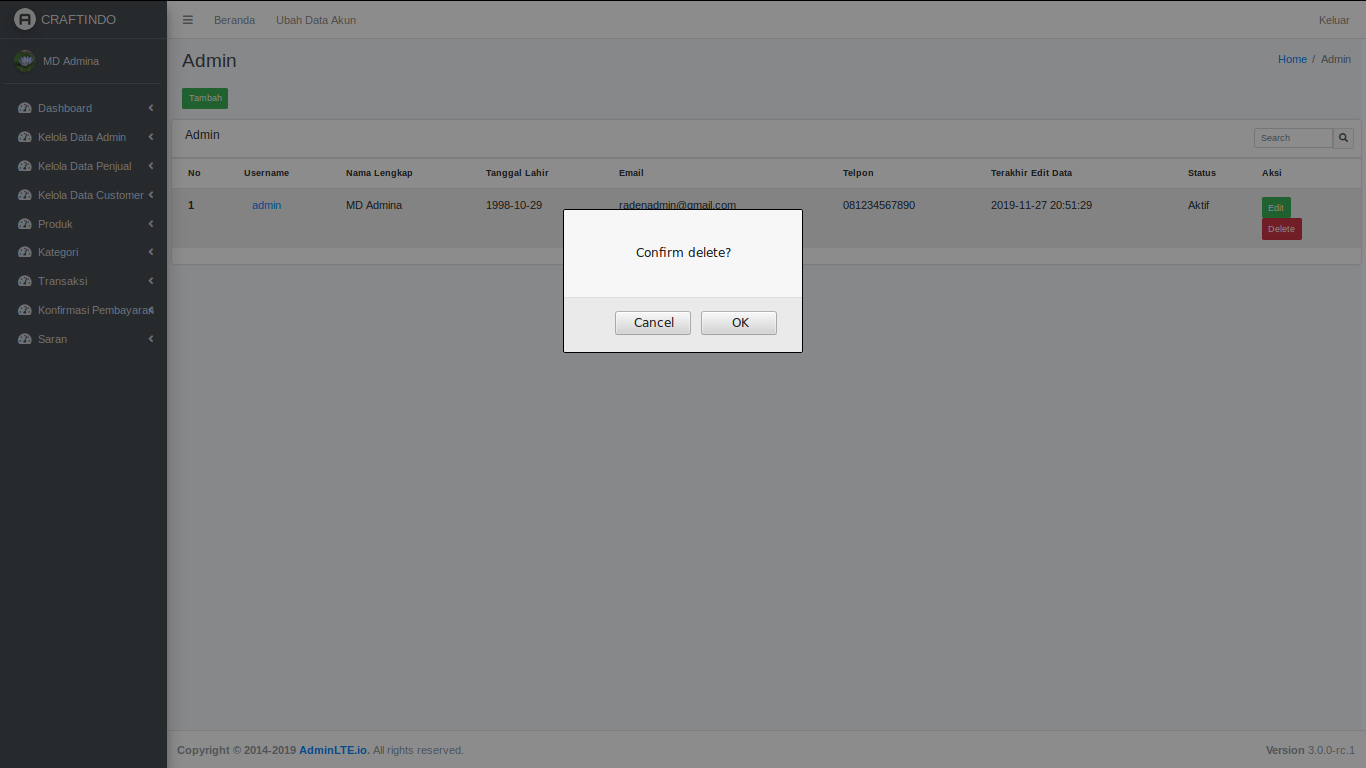 CRAFTINDO
Beranda Ubah Data Akun Keluar
MD Admina
Admin
Home / Admin
Tambah
Dashboard
Kelola Data Admin
Kelola Data Penjual
Kelola Data Customer
Produk
Kategori
Transaksi
Konfirmasi Pembayaran
Saran
Admin
Search
No Username Nama Lengkap Tanggal Lahir Email Telpon Terakhir Edit Data Status Aksi
1 admin MD Admina 1998-10-29 radenadmin@gmail.com 081234567890 2019-11-27 20:51:29 Aktif Edit
Delete
Confirm delete?
Cancel OK
Copyright © 2014-2019 AdminLTE.io. All rights reserved. Version 3.0.0-rc.1